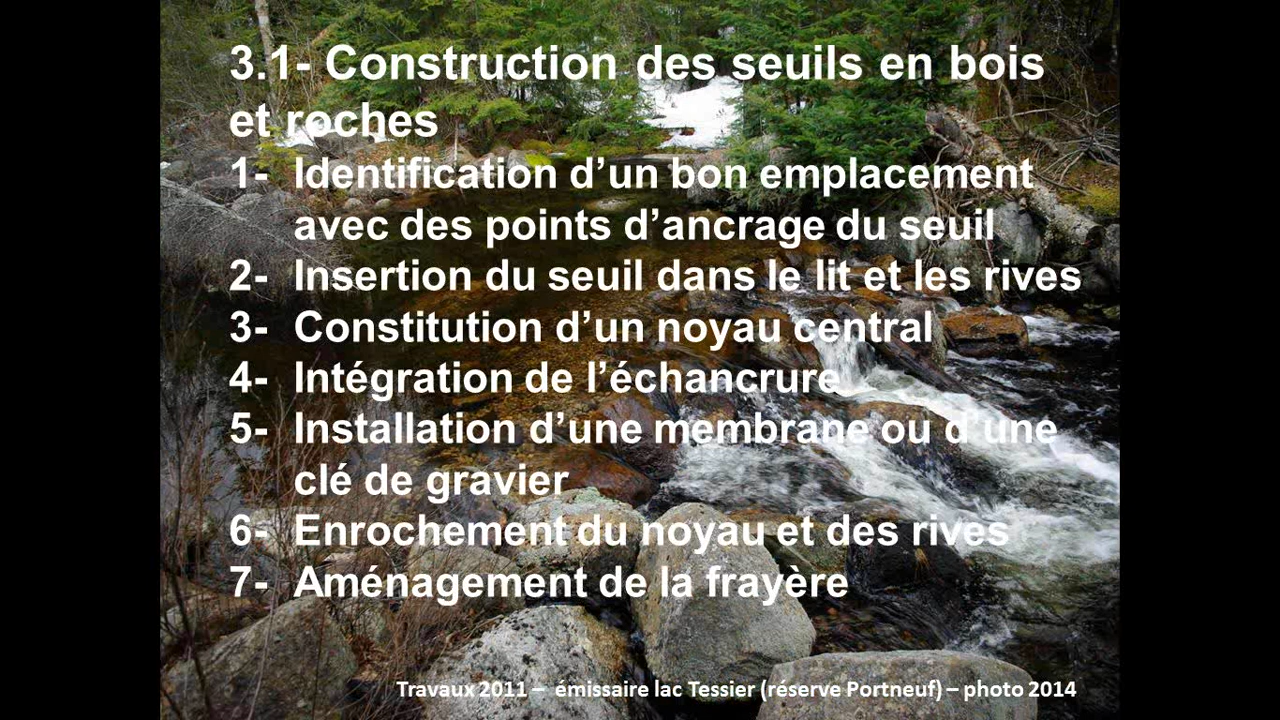 3.1- Construction des seuils en bois
et roches
1- Identification d’un bon emplacement
avec des points d’ancrage du seuil
2- Insertion du seuil dans le lit et les rives
3- Constitution d’un noyau central
4- Intégration de l’échancrure
5- Installation d’une membrane ou d’une
clé de gravier
6- Enrochement du noyau et des rives
7- Aménagement de la frayère
Travaux 2011 – émissaire lac Tessier (réserve Portneuf) – photo 2014